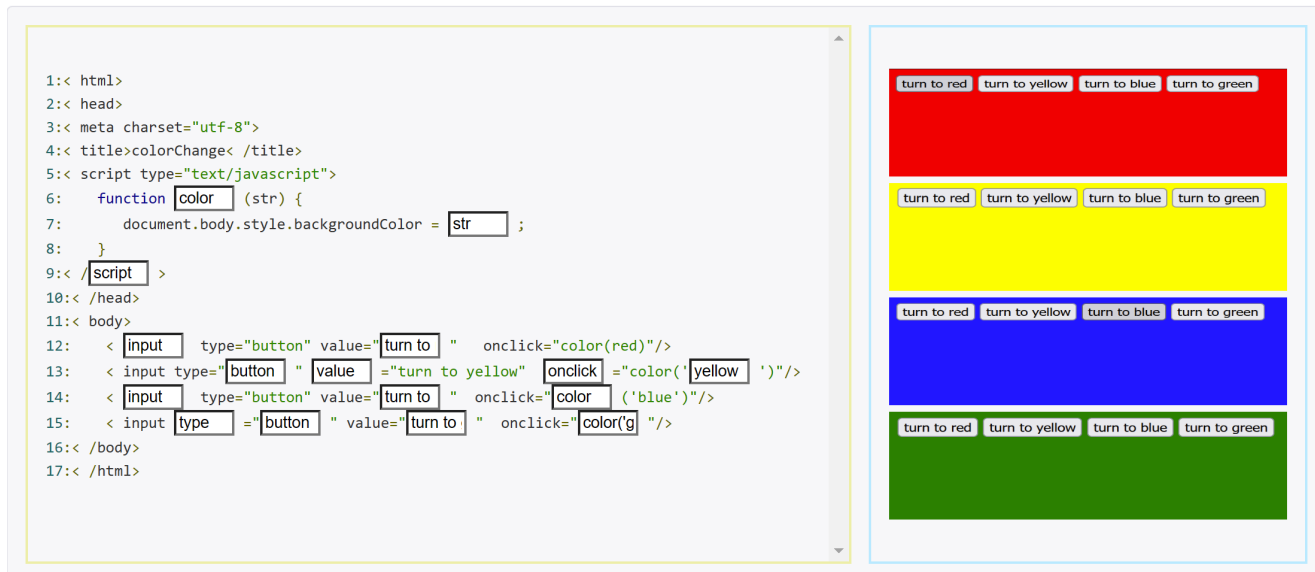 1:< html>
2:< head>
3:< meta charset="utf-8">
4:< title>colorChange< /title>
5:< script type="text/javascript">
6: function color (str) {
7: document.body.style.backgroundColor = str ;
8: }
9:< /script >
10:< /head>
11:< body>
12: < input type="button" value="turn to " onclick="color(red)"/>
13: < input type="button " value ="turn to yellow" onclick ="color('yellow ')"/>
14: < input type="button" value="turn to " onclick="color ('blue')"/>
15: < input type ="button " value="turn to " onclick="color('g "/>
16:< /body>
17:< /html>
turn to red turn to yellow turn to blue turn to green
turn to red turn to yellow turn to blue turn to green
turn to red turn to yellow turn to blue turn to green
turn to red turn to yellow turn to blue turn to green